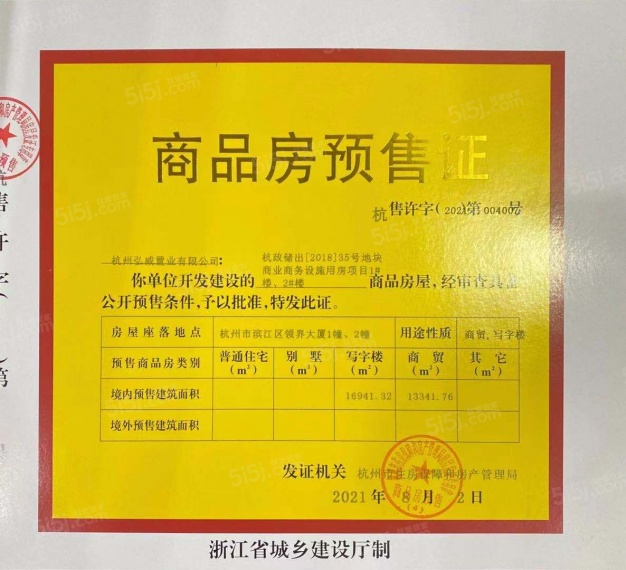 商品房预售证
杭售许字(2021)第004002号
杭州弘威置业有限公司:
杭政储出[2018]35号地块
商业商务设施用房项目1#
楼、2#楼
你单位开发建设的 商品房屋,经审查具备
公开预售条件,予以批准,特发此证。
房屋座落地点 杭州市滨江区领界大厦1幢、2幢 用途性质 商贸,写字楼
预售商品房类别 普通住宅(m²) 别墅(m²) 写字楼(m²) 商贸(m²) 其它(m²)
境内预售建筑面积 16941.32 13341.76
境外预售建筑面积
发证机关 杭州市住房保障和房产管理局
2021年8月2日
浙江省城乡建设厅制
售
许
字
(
)
第
5i5j.com